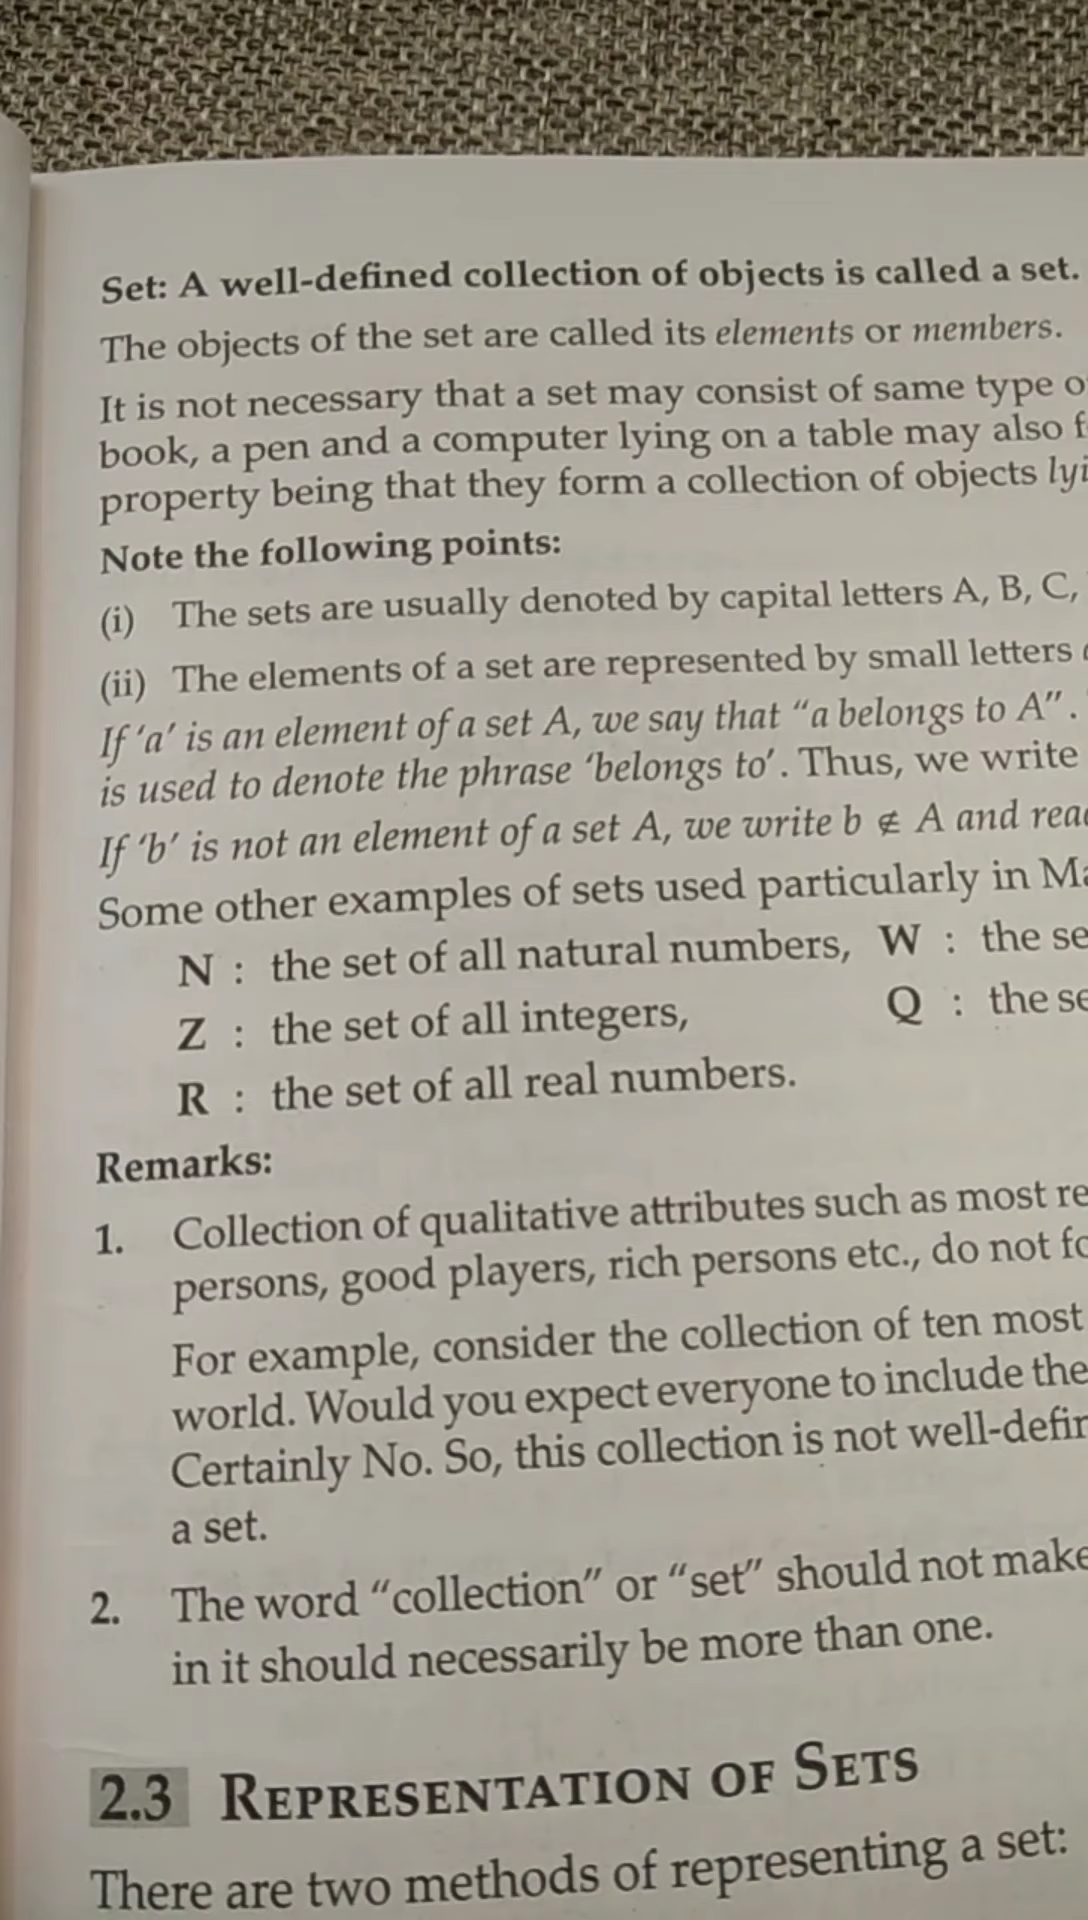 Set: A well-defined collection of objects is called a set.
The objects of the set are called its elements or members.
It is not necessary that a set may consist of same type
book, a pen and a computer lying on a table may also
property being that they form a collection of objects
Note the following points:
(i) The sets are usually denoted by capital letters A, B, C,
(ii) The elements of a set are represented by small letters
If 'a' is an element of a set A, we say that "a belongs to A".
is used to denote the phrase 'belongs to'. Thus, we write
If 'b' is not an element of a set A, we write b ∉ A and
Some other examples of sets used particularly in
N : the set of all natural numbers, W : the
Z : the set of all integers, Q : the
R : the set of all real numbers.
Remarks:
1. Collection of qualitative attributes such as most
persons, good players, rich persons etc., do not
For example, consider the collection of ten most
world. Would you expect everyone to include the
Certainly No. So, this collection is not
a set.
2. The word "collection" or "set" should not make
in it should necessarily be more than one.
2.3 REPRESENTATION OF SETS
There are two methods of representing a set: